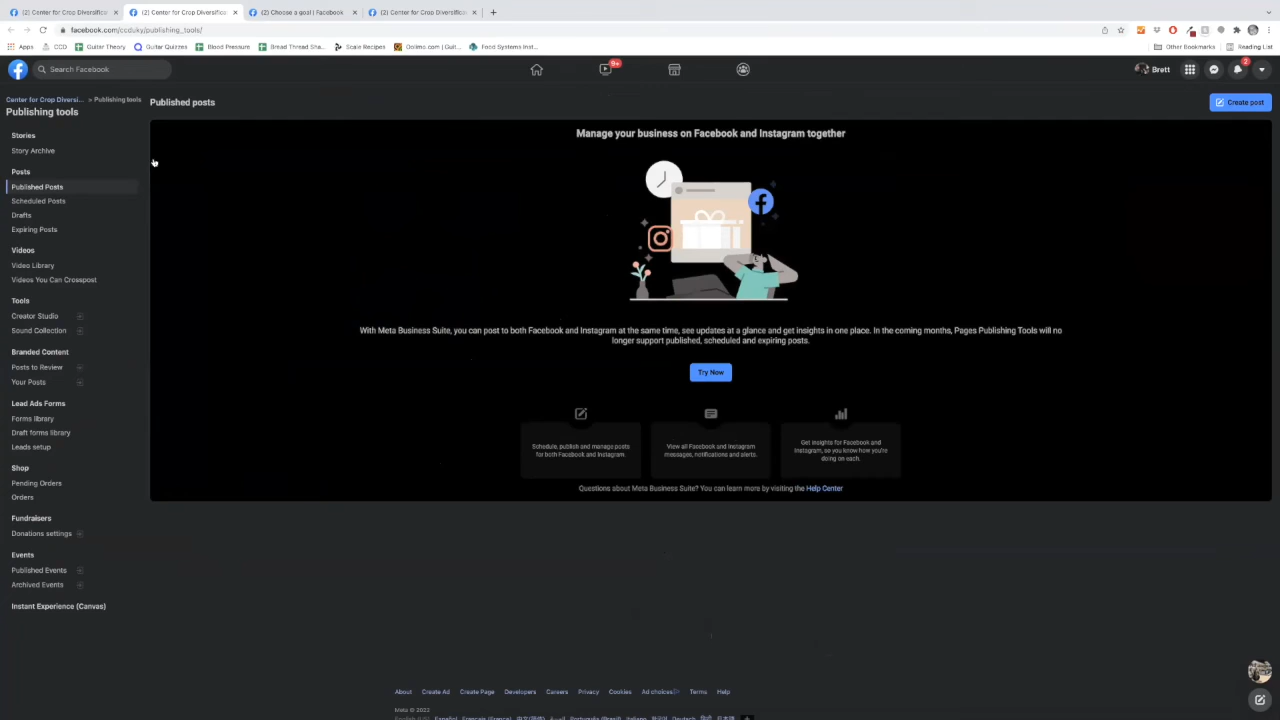 (2) Center for Crop Diversific
(2) Center for Crop Diversific
(2) Choose a goal | Facebook
(2) Center for Crop Diversific
facebook.com/ccduky/publishing_tools/
Apps
CCD
Guitar Theory
Guitar Quizzes
Blood Pressure
Bread Thread Sha...
Scale Recipes
Oolimo.com | Guit...
Food Systems Inst...
Other Bookmarks
Reading List
Search Facebook
9+
Brett
2
Center for Crop Diversi... > Publishing tools
Publishing tools
Stories
Story Archive
Posts
Published Posts
Scheduled Posts
Drafts
Expiring Posts
Videos
Video Library
Videos You Can Crosspost
Tools
Creator Studio
Sound Collection
Branded Content
Posts to Review
Your Posts
Lead Ads Forms
Forms library
Draft forms library
Leads setup
Shop
Pending Orders
Orders
Fundraisers
Donations settings
Events
Published Events
Archived Events
Instant Experience (Canvas)
Published posts
Create post
Manage your business on Facebook and Instagram together
With Meta Business Suite, you can post to both Facebook and Instagram at the same time, see updates at a glance and get insights in one place. In the coming months, Pages Publishing Tools will no
longer support published, scheduled and expiring posts.
Try Now
Schedule, publish and manage posts
for both Facebook and Instagram.
View all Facebook and Instagram
messages, notifications and alerts.
Get insights for Facebook and
Instagram, so you know how you're
doing on each.
Questions about Meta Business Suite? You can learn more by visiting the Help Center
About Create Ad Create Page Developers Careers Privacy Cookies Ad choices Terms Help
Meta © 2022